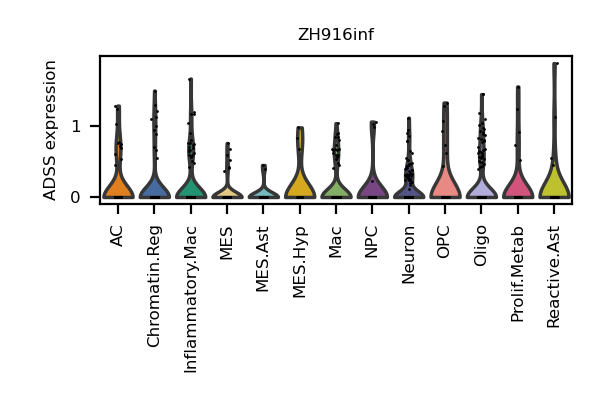 ZH916inf
ADSS expression
1
0
AC
Chromatin.Reg
Inflammatory.Mac
MES
MES.Ast
MES.Hyp
Mac
NPC
Neuron
OPC
Oligo
Prolif.Metab
Reactive.Ast